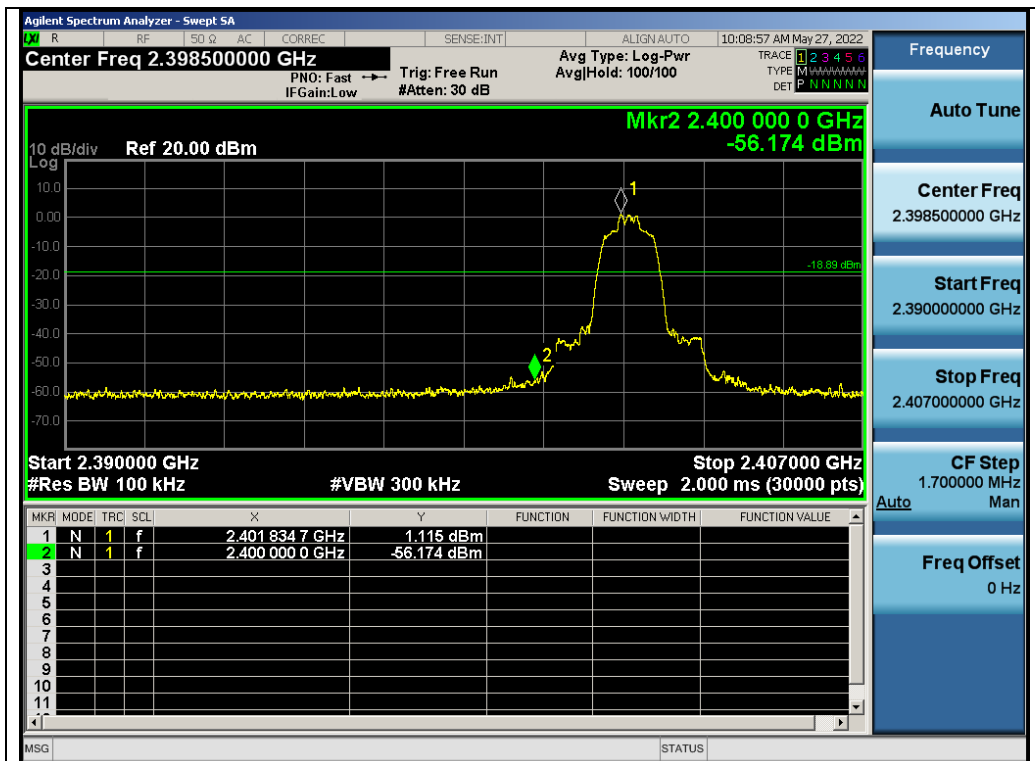 Agilent Spectrum Analyzer - Swept SA
LXI R RF 50 Ω AC CORREC SENSE:INT ALIGN AUTO 10:08:57 AM May 27, 2022
Center Freq 2.398500000 GHz
PNO: Fast
IFGain:Low
Trig: Free Run
#Atten: 30 dB
Avg Type: Log-Pwr
Avg|Hold: 100/100
TRACE 1 2 3 4 5 6
TYPE M
DET P N N N N N
Mkr2 2.400 000 0 GHz
-56.174 dBm
10 dB/div Ref 20.00 dBm
Log
10.0
0.00
-10.0
-20.0
-30.0
-40.0
-50.0
-60.0
-70.0
1
-18.89 dBm
2
Start 2.390000 GHz Stop 2.407000 GHz
#Res BW 100 kHz #VBW 300 kHz Sweep 2.000 ms (30000 pts)
MKR MODE TRC SCL X Y FUNCTION FUNCTION WIDTH FUNCTION VALUE
1 N 1 f 2.401 834 7 GHz 1.115 dBm
2 N 1 f 2.400 000 0 GHz -56.174 dBm
3
4
5
6
7
8
9
10
11
MSG STATUS
Frequency
Auto Tune
Center Freq
2.398500000 GHz
Start Freq
2.390000000 GHz
Stop Freq
2.407000000 GHz
CF Step
1.700000 MHz
Auto Man
Freq Offset
0 Hz